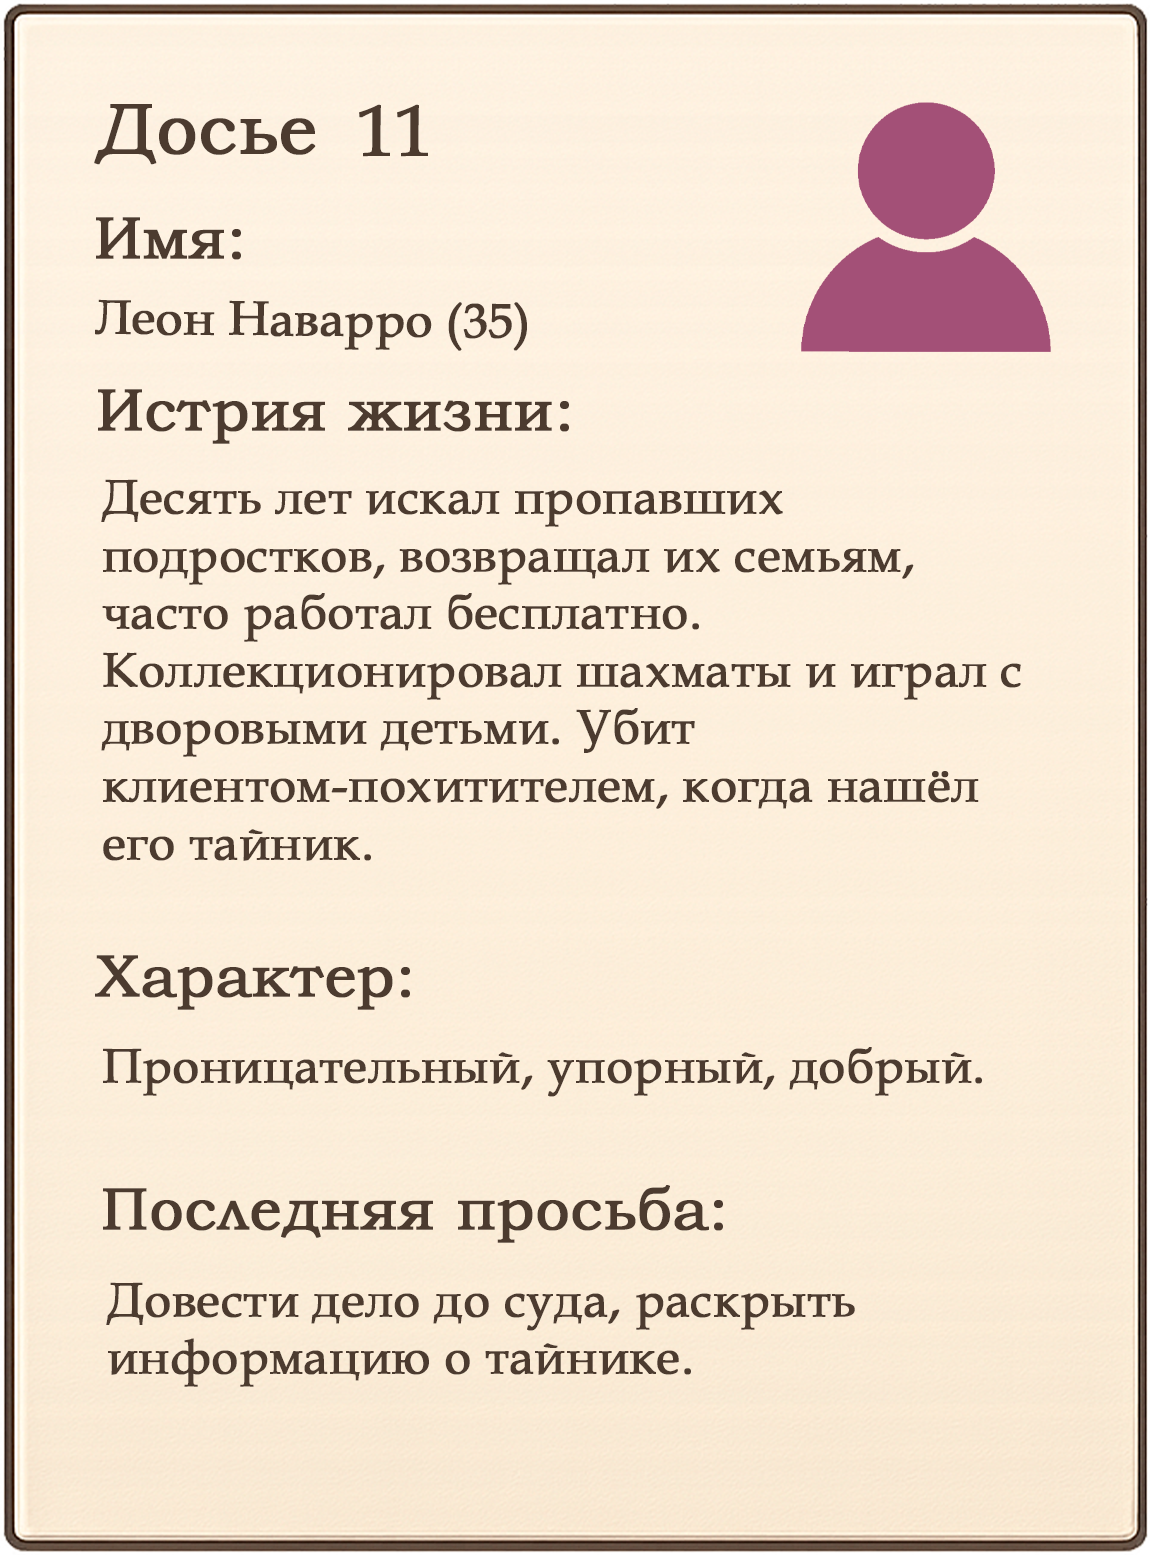 Досье 11
Имя:
Леон Наварро (35)
Истрия жизни:
Десять лет искал пропавших
подростков, возвращал их семьям,
часто работал бесплатно.
Коллекционировал шахматы и играл с
дворовыми детьми. Убит
клиентом-похитителем, когда нашёл
его тайник.
Характер:
Проницательный, упорный, добрый.
Последняя просьба:
Довести дело до суда, раскрыть
информацию о тайнике.